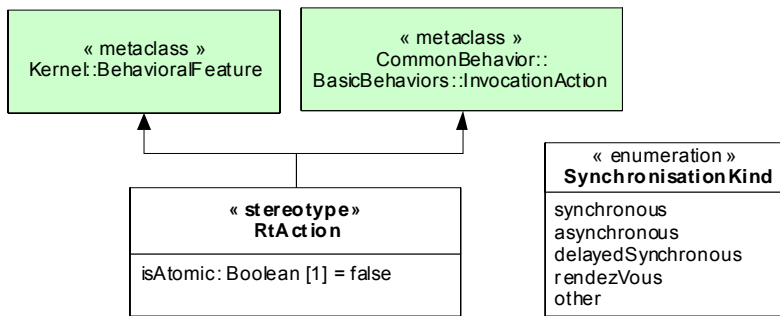 « metaclass »
Kernel::BehavioralFeature
« metaclass »
CommonBehavior::
BasicBehaviors::InvocationAction
« stereotype»
RtAction
isAtomic: Boolean [1] = false
« enumeration »
SynchronisationKind
synchronous
asynchronous
delayedSynchronous
rendezVous
other